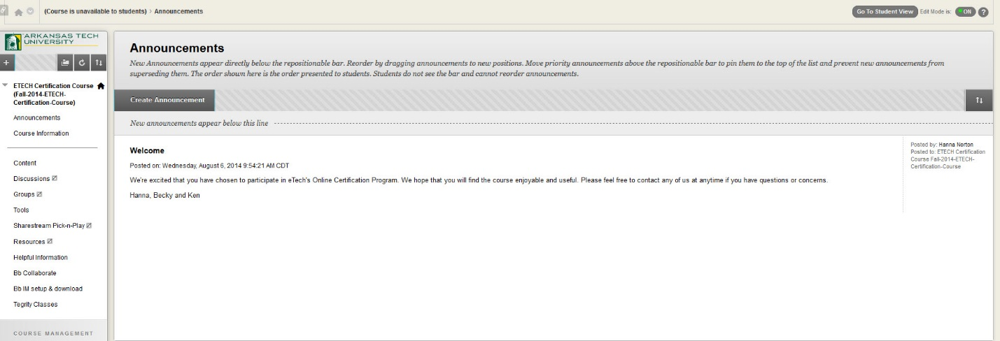 (Course is unavailable to students) > Announcements
Go To Student View Edit Mode is: ON ?
ARKANSAS TECH
UNIVERSITY
ETECH Certification Course
(Fall-2014-ETECH-
Certification-Course)
Announcements
Course Information
Content
Discussions
Groups
Tools
Sharestream Pick-n-Play
Resources
Helpful Information
Bb Collaborate
Bb IM setup & download
Tegrity Classes
COURSE MANAGEMENT
Announcements
New Announcements appear directly below the repositionable bar. Reorder by dragging announcements to new positions. Move priority announcements above the repositionable bar to pin them to the top of the list and prevent new announcements from
superseding them. The order shown here is the order presented to students. Students do not see the bar and cannot reorder announcements.
Create Announcement
New announcements appear below this line
Welcome
Posted on: Wednesday, August 6, 2014 9:54:21 AM CDT
We're excited that you have chosen to participate in eTech's Online Certification Program. We hope that you will find the course enjoyable and useful. Please feel free to contact any of us at anytime if you have questions or concerns.
Hanna, Becky and Ken
Posted by: Hanna Norton
Posted to: ETECH Certification
Course Fall-2014-ETECH-
Certification-Course